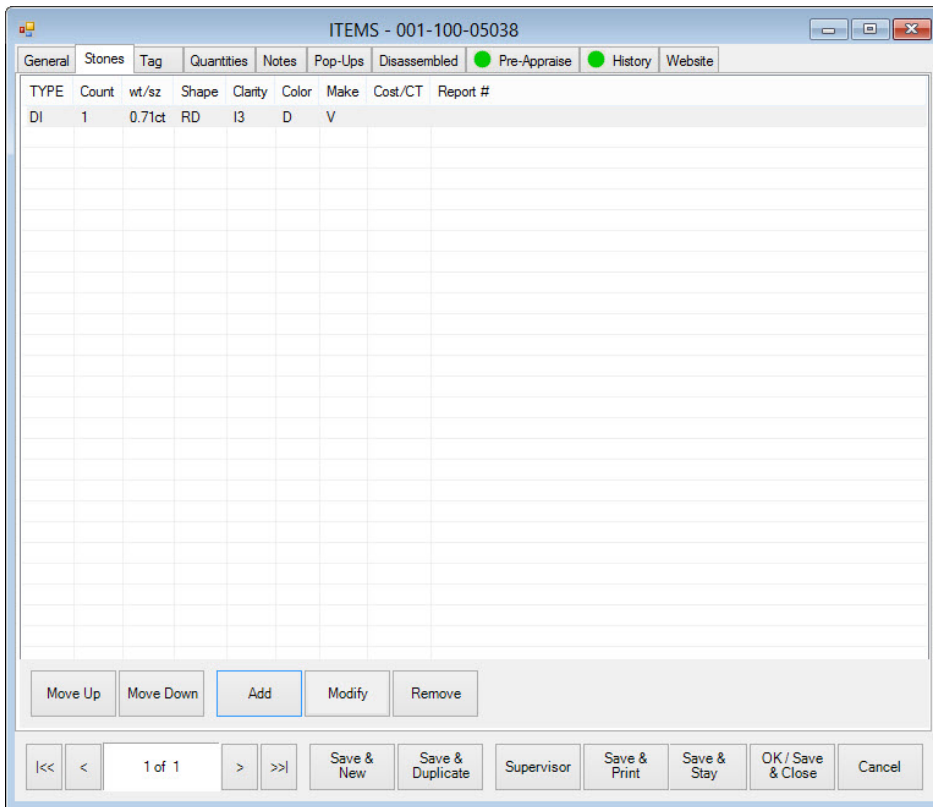 ITEMS - 001-100-05038
General Stones Tag Quantities Notes Pop-Ups Disassembled Pre-Appraise History Website
TYPE Count wt/sz Shape Clarity Color Make Cost/CT Report #
DI 1 0.71ct RD I3 D V
Move Up Move Down Add Modify Remove
|<< < 1 of 1 > >>| Save & New Save & Duplicate Supervisor Save & Print Save & Stay OK / Save & Close Cancel